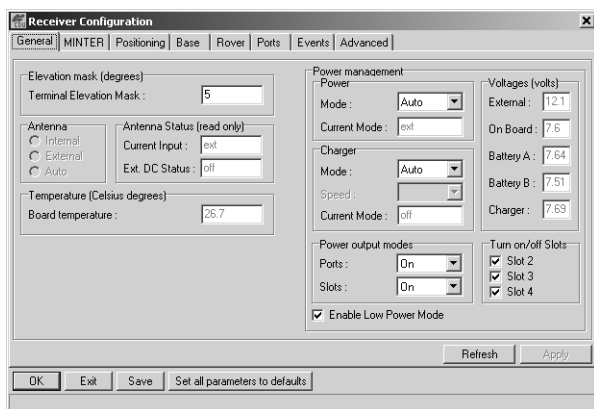 Receiver Configuration
General MINTER Positioning Base Rover Ports Events Advanced
Elevation mask (degrees)
Terminal Elevation Mask : 5
Antenna
Internal
External
Auto
Antenna Status (read only)
Current Input : ext
Ext. DC Status : off
Temperature (Celsius degrees)
Board temperature : 26.7
Power management
Power
Mode : Auto
Current Mode : ext
Charger
Mode : Auto
Speed :
Current Mode : off
Voltages (volts)
External : 12.1
On Board : 7.6
Battery A : 7.64
Battery B : 7.51
Charger : 7.69
Power output modes
Ports : On
Slots : On
Turn on/off Slots
Slot 2
Slot 3
Slot 4
Enable Low Power Mode
Refresh Apply
OK Exit Save Set all parameters to defaults